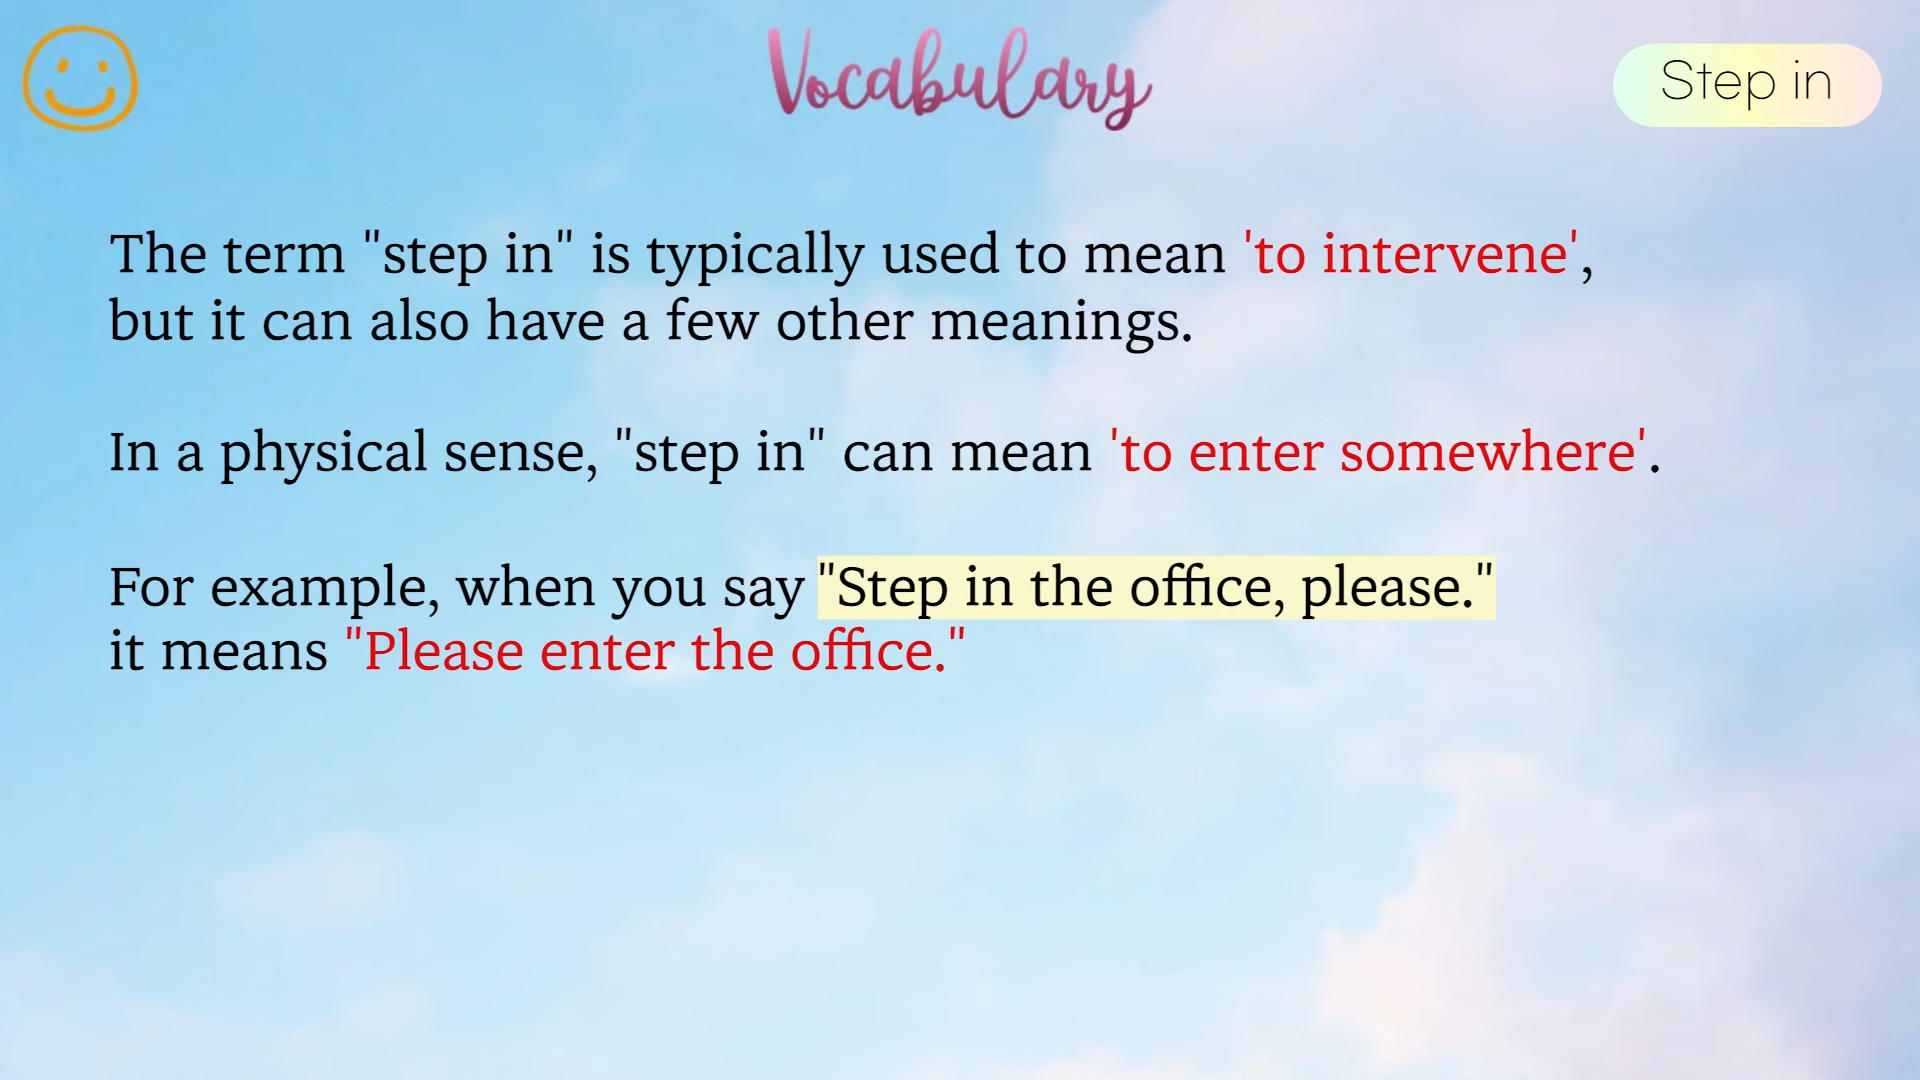 Vocabulary
Step in
The term "step in" is typically used to mean 'to intervene',
but it can also have a few other meanings.
In a physical sense, "step in" can mean 'to enter somewhere'.
For example, when you say "Step in the office, please."
it means "Please enter the office."